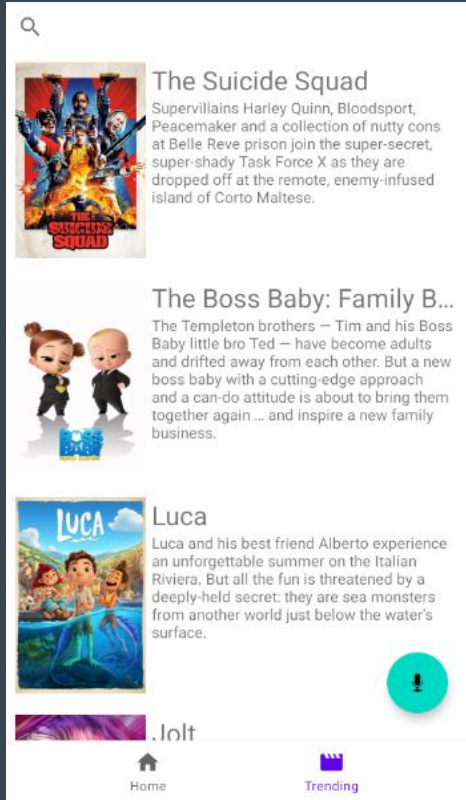 The Suicide Squad
Supervillains Harley Quinn, Bloodsport,
Peacemaker and a collection of nutty cons
at Belle Reve prison join the super-secret,
super-shady Task Force X as they are
dropped off at the remote, enemy-infused
island of Corto Maltese.
THE
SUICIDE
SQUAD
The Boss Baby: Family B...
The Templeton brothers — Tim and his Boss
Baby little bro Ted — have become adults
and drifted away from each other. But a new
boss baby with a cutting-edge approach
and a can-do attitude is about to bring them
together again … and inspire a new family
business.
BOSS
BABY
Luca
Luca and his best friend Alberto experience
an unforgettable summer on the Italian
Riviera. But all the fun is threatened by a
deeply-held secret: they are sea monsters
from another world just below the water's
surface.
LUCA
Jolt
Home
Trending